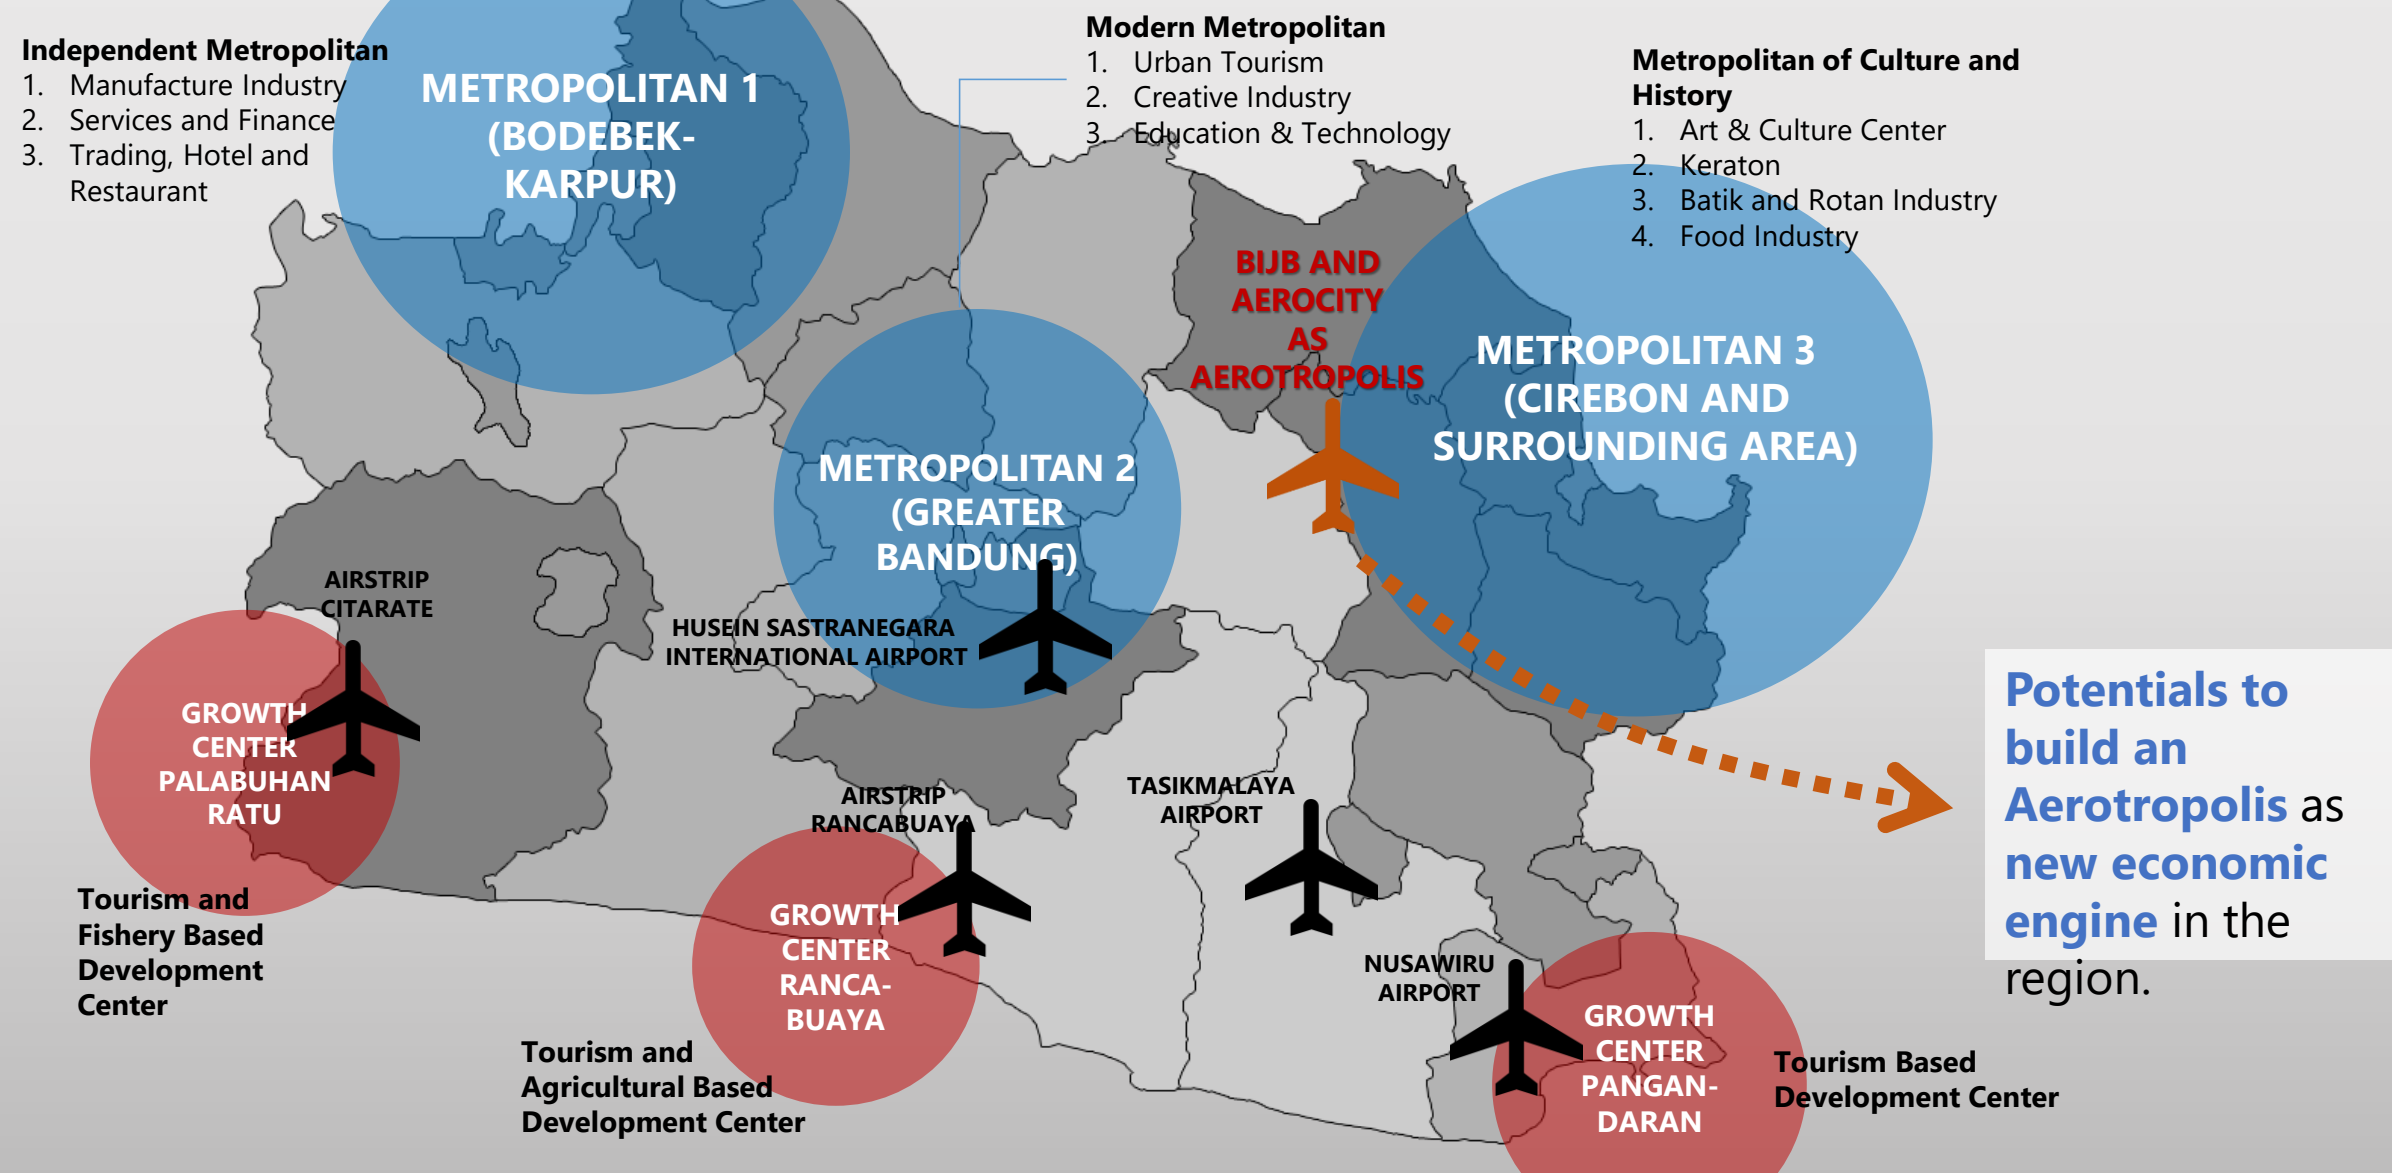 Independent Metropolitan
1. Manufacture Industry
2. Services and Finance
3. Trading, Hotel and
Restaurant
METROPOLITAN 1
(BODEBEK-
KARPUR)
Modern Metropolitan
1. Urban Tourism
2. Creative Industry
3. Education & Technology
Metropolitan of Culture and
History
1. Art & Culture Center
2. Keraton
3. Batik and Rotan Industry
4. Food Industry
BIJB AND
AEROCITY
AS
AEROTROPOLIS
METROPOLITAN 3
(CIREBON AND
SURROUNDING AREA)
METROPOLITAN 2
(GREATER
BANDUNG)
AIRSTRIP
CITARATE
HUSEIN SASTRANEGARA
INTERNATIONAL AIRPORT
GROWTH
CENTER
PALABUHAN
RATU
Tourism and
Fishery Based
Development
Center
AIRSTRIP
RANCABUAYA
GROWTH
CENTER
RANCA-
BUAYA
Tourism and
Agricultural Based
Development Center
TASIKMALAYA
AIRPORT
NUSAWIRU
AIRPORT
GROWTH
CENTER
PANGAN-
DARAN
Tourism Based
Development Center
Potentials to
build an
Aerotropolis as
new economic
engine in the
region.